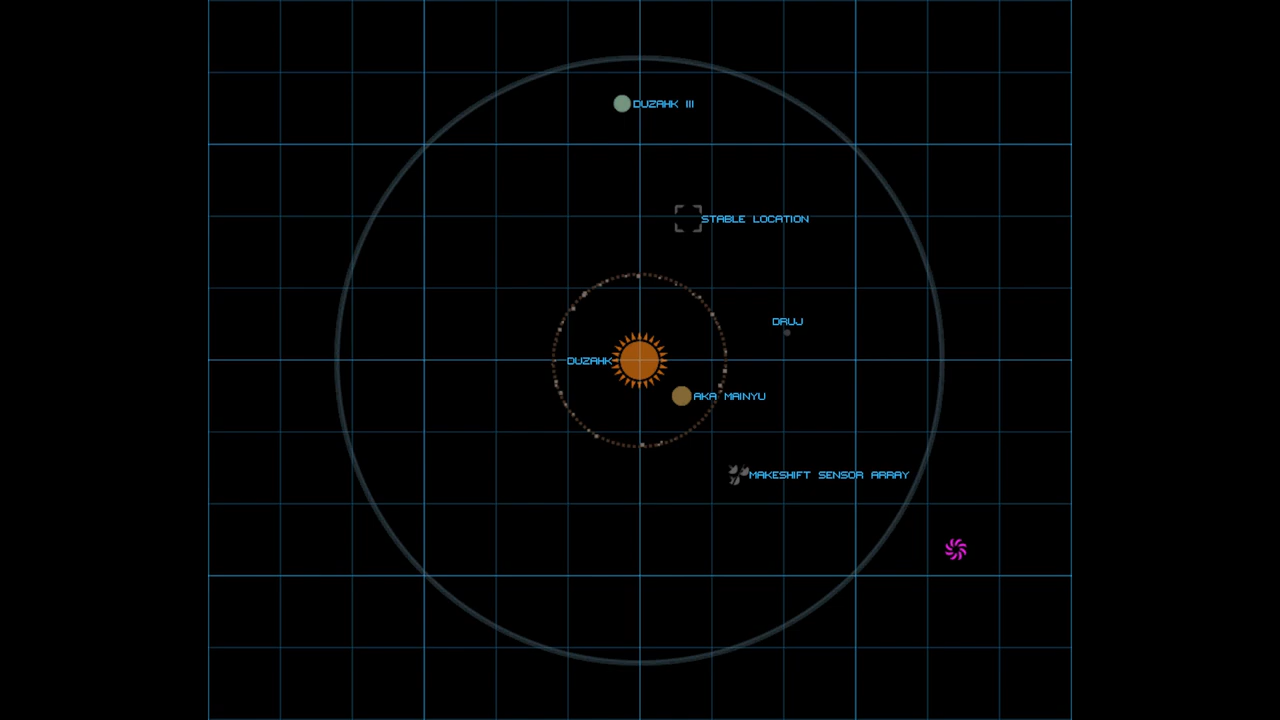 DUZAHK III
STABLE LOCATION
DRUJ
DUZAHK
AKA MAINYU
MAKESHIFT SENSOR ARRAY